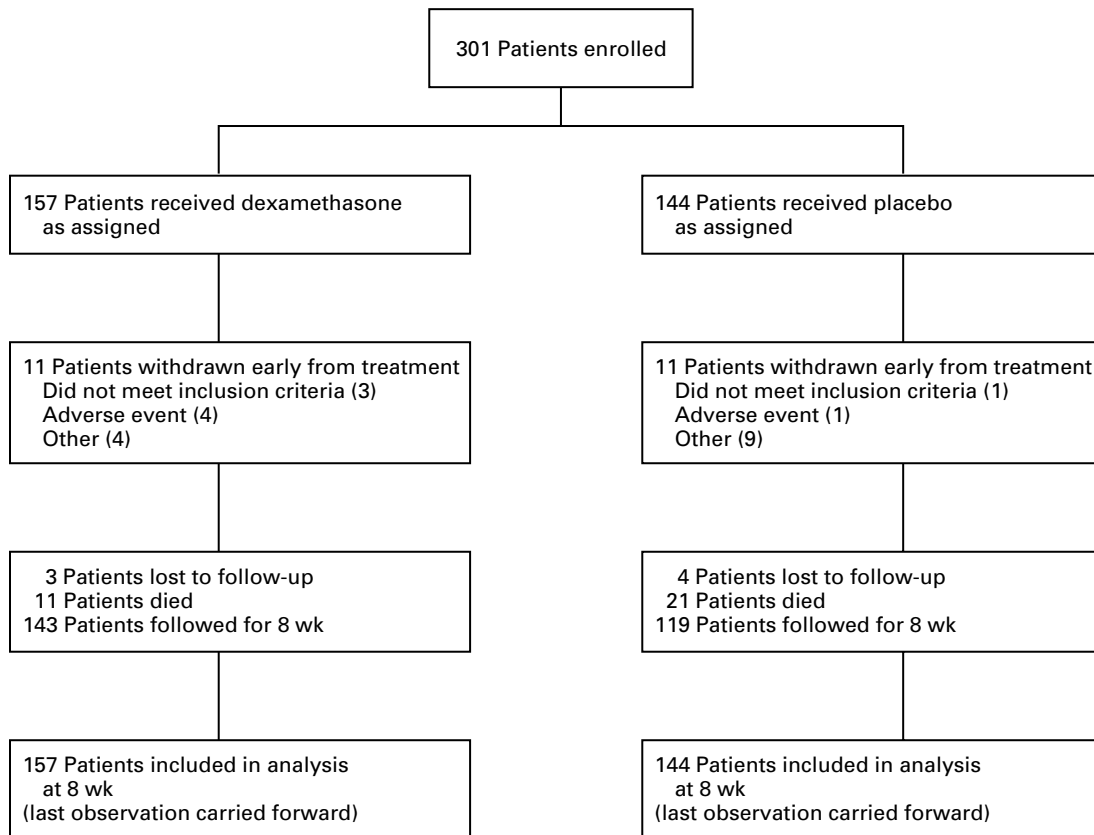 301 Patients enrolled
157 Patients received dexamethasone
as assigned
144 Patients received placebo
as assigned
11 Patients withdrawn early from treatment
Did not meet inclusion criteria (3)
Adverse event (4)
Other (4)
11 Patients withdrawn early from treatment
Did not meet inclusion criteria (1)
Adverse event (1)
Other (9)
3 Patients lost to follow-up
11 Patients died
143 Patients followed for 8 wk
4 Patients lost to follow-up
21 Patients died
119 Patients followed for 8 wk
157 Patients included in analysis
at 8 wk
(last observation carried forward)
144 Patients included in analysis
at 8 wk
(last observation carried forward)